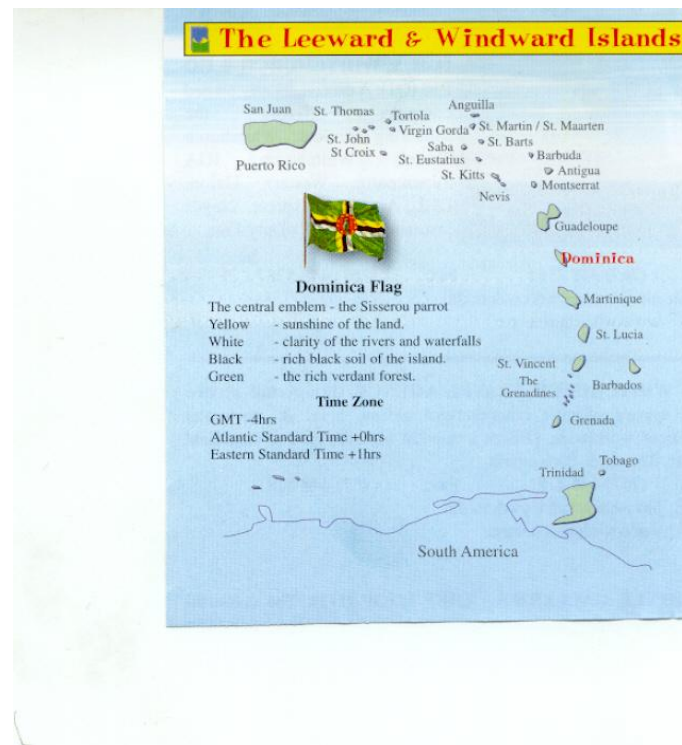 The Leeward & Windward Islands
San Juan
St. Thomas
Tortola
Anguilla
St. John
Virgin Gorda
St. Martin / St. Maarten
St Croix
Saba
St. Barts
Puerto Rico
St. Eustatius
Barbuda
St. Kitts
Antigua
Nevis
Montserrat
Guadeloupe
Dominica
Dominica Flag
The central emblem - the Sisserou parrot
Yellow - sunshine of the land.
White - clarity of the rivers and waterfalls
Black - rich black soil of the island.
Green - the rich verdant forest.
Time Zone
GMT -4hrs
Atlantic Standard Time +0hrs
Eastern Standard Time +1hrs
Martinique
St. Lucia
St. Vincent
The
Grenadines
Barbados
Grenada
Tobago
Trinidad
South America